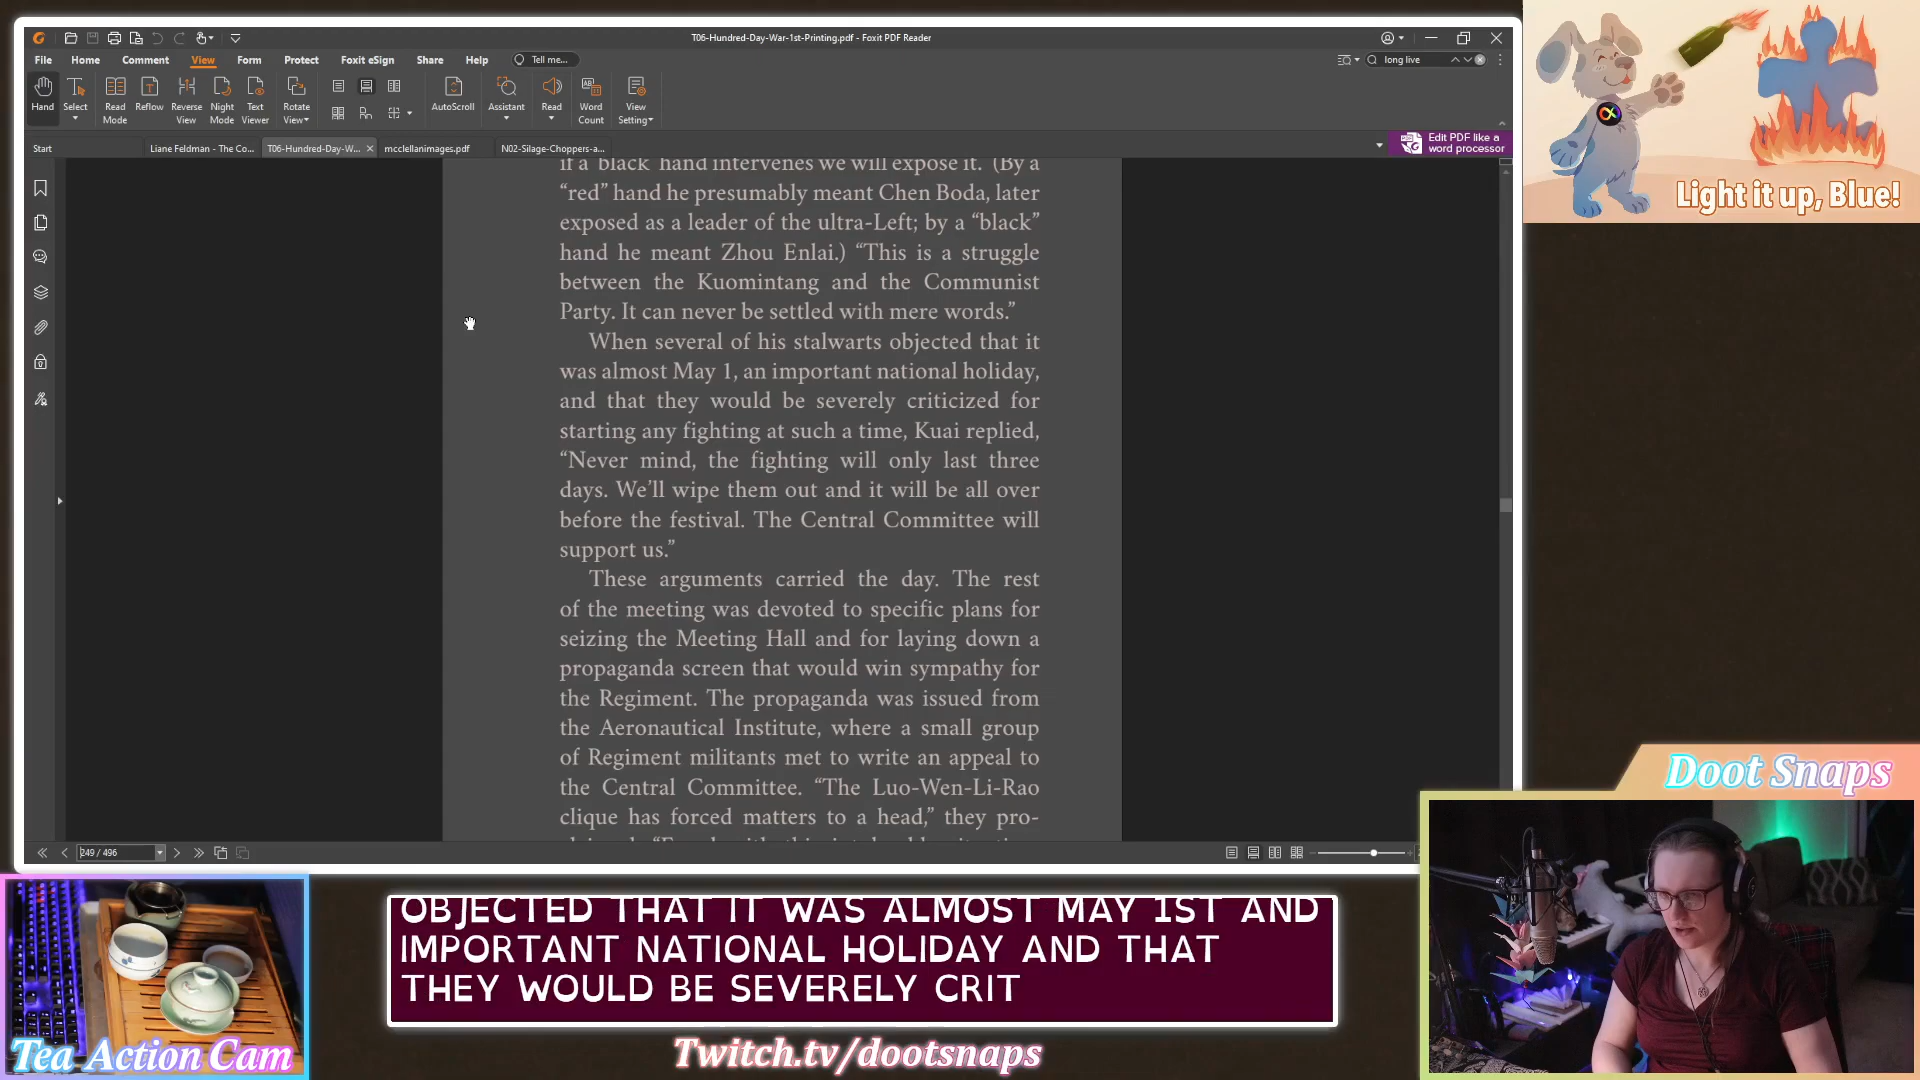 T06-Hundred-Day-War-1st-Printing.pdf - Foxit PDF Reader
File Home Comment View Form Protect Foxit eSign Share Help Tell me... long live
Hand Select Read Mode Reflow Reverse View Night Mode Text Viewer Rotate View AutoScroll Assistant Read Word Count View Setting
Start Liane Feldman - The Co... T06-Hundred-Day-W... mcclellanimages.pdf N02-Silage-Choppers-a...
Edit PDF like a
word processor
if a "black" hand intervenes we will expose it." (By a
“red” hand he presumably meant Chen Boda, later
exposed as a leader of the ultra-Left; by a “black”
hand he meant Zhou Enlai.) “This is a struggle
between the Kuomintang and the Communist
Party. It can never be settled with mere words.”
When several of his stalwarts objected that it
was almost May 1, an important national holiday,
and that they would be severely criticized for
starting any fighting at such a time, Kuai replied,
“Never mind, the fighting will only last three
days. We’ll wipe them out and it will be all over
before the festival. The Central Committee will
support us.”
These arguments carried the day. The rest
of the meeting was devoted to specific plans for
seizing the Meeting Hall and for laying down a
propaganda screen that would win sympathy for
the Regiment. The propaganda was issued from
the Aeronautical Institute, where a small group
of Regiment militants met to write an appeal to
the Central Committee. “The Luo-Wen-Li-Rao
clique has forced matters to a head,” they pro-
249 / 496
Light it up, Blue!
Doot Snaps
OBJECTED THAT IT WAS ALMOST MAY 1ST AND
IMPORTANT NATIONAL HOLIDAY AND THAT
THEY WOULD BE SEVERELY CRIT
Tea Action Cam
Twitch.tv/dootsnaps